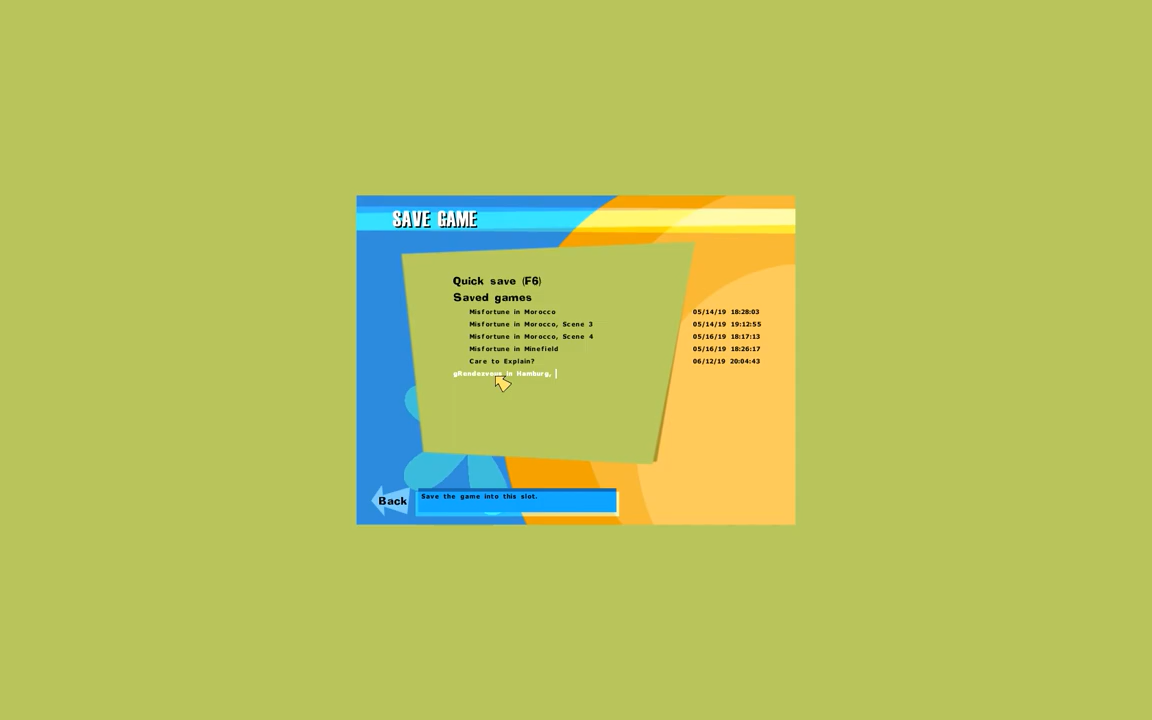 SAVE GAME
Quick save (F6)
Saved games
Misfortune in Morocco 05/14/19 18:28:03
Misfortune in Morocco, Scene 3 05/14/19 19:12:55
Misfortune in Morocco, Scene 4 05/16/19 18:17:13
Misfortune in Minefield 05/16/19 18:26:17
Care to Explain? 06/12/19 20:04:43
gRendezvous in Hamburg,
Save the game into this slot.
Back